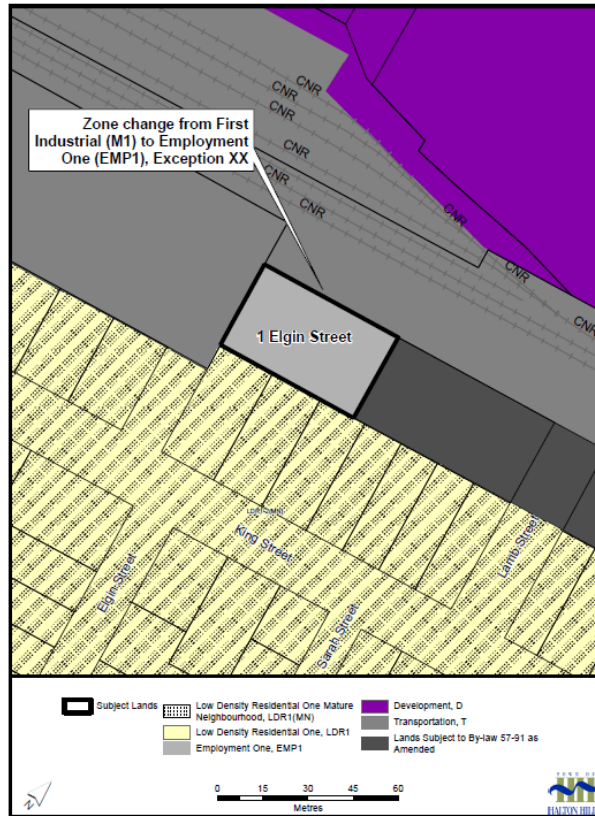 CNR
CNR
CNR
CNR
CNR
CNR
CNR
CNR
CNR
Zone change from First
Industrial (M1) to Employment
One (EMP1), Exception XX
1 Elgin Street
King Street
Elgin Street
Sarah Street
Lamb Street
Subject Lands
Low Density Residential One Mature
Neighbourhood, LDR1(MN)
Low Density Residential One, LDR1
Employment One, EMP1
Development, D
Transportation, T
Lands Subject to By-law 57-91 as
Amended
0 15 30 45 60
Metres
N
TOWN OF
HALTON HILLS